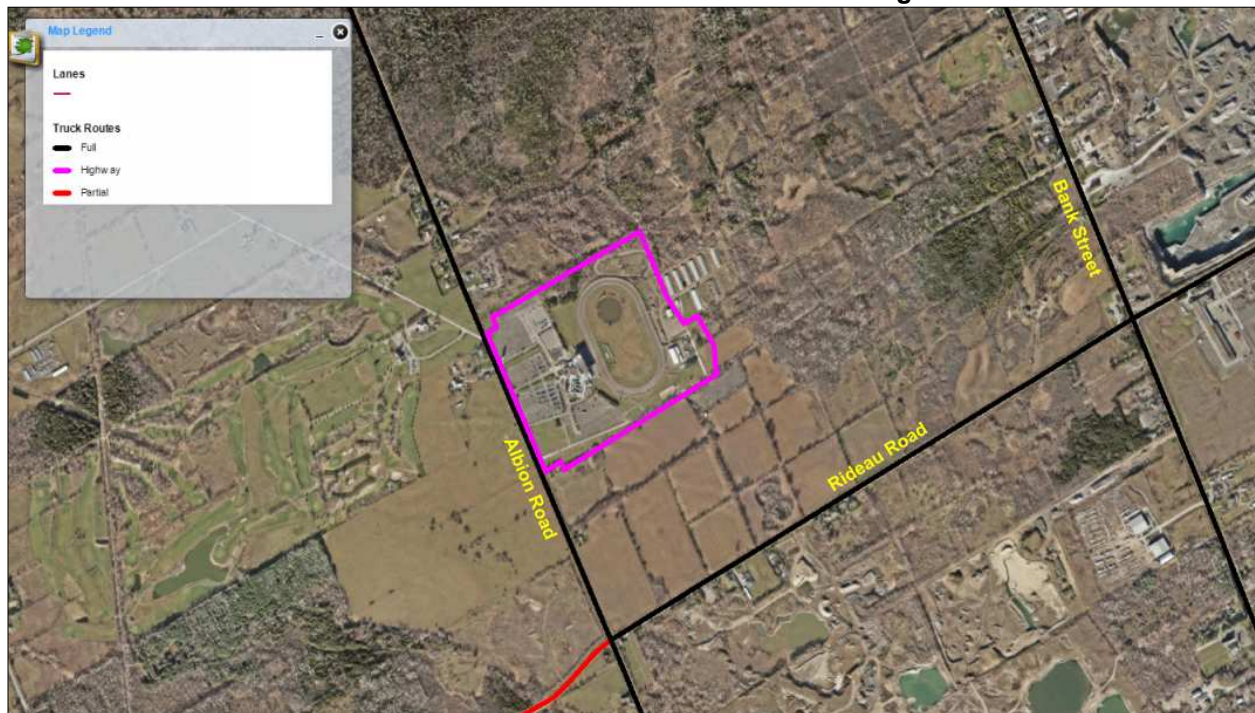 Map Legend
Lanes
Truck Routes
Full
Highway
Partial
Bank Street
Rideau Road
Albion Road